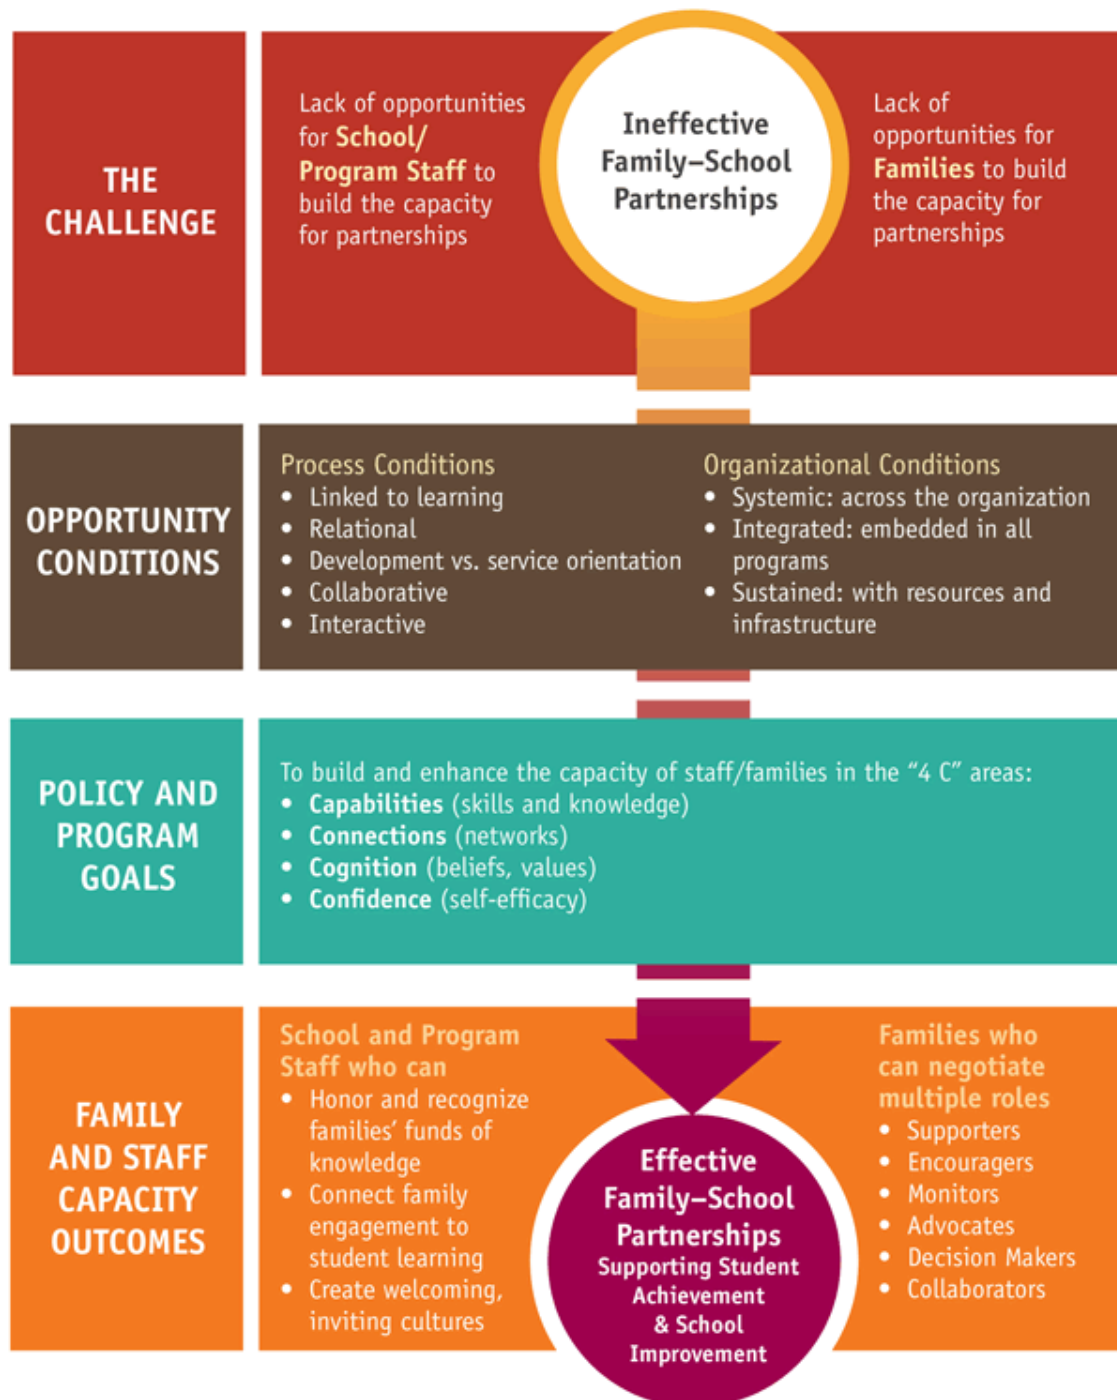 THE
CHALLENGE
Lack of opportunities
for School/
Program Staff to
build the capacity
for partnerships
Ineffective
Family–School
Partnerships
Lack of
opportunities for
Families to build
the capacity for
partnerships
OPPORTUNITY
CONDITIONS
Process Conditions
• Linked to learning
• Relational
• Development vs. service orientation
• Collaborative
• Interactive
Organizational Conditions
• Systemic: across the organization
• Integrated: embedded in all
programs
• Sustained: with resources and
infrastructure
POLICY AND
PROGRAM
GOALS
To build and enhance the capacity of staff/families in the “4 C” areas:
• Capabilities (skills and knowledge)
• Connections (networks)
• Cognition (beliefs, values)
• Confidence (self-efficacy)
FAMILY
AND STAFF
CAPACITY
OUTCOMES
School and Program
Staff who can
• Honor and recognize
families’ funds of
knowledge
• Connect family
engagement to
student learning
• Create welcoming,
inviting cultures
Effective
Family–School
Partnerships
Supporting Student
Achievement
& School
Improvement
Families who
can negotiate
multiple roles
• Supporters
• Encouragers
• Monitors
• Advocates
• Decision Makers
• Collaborators